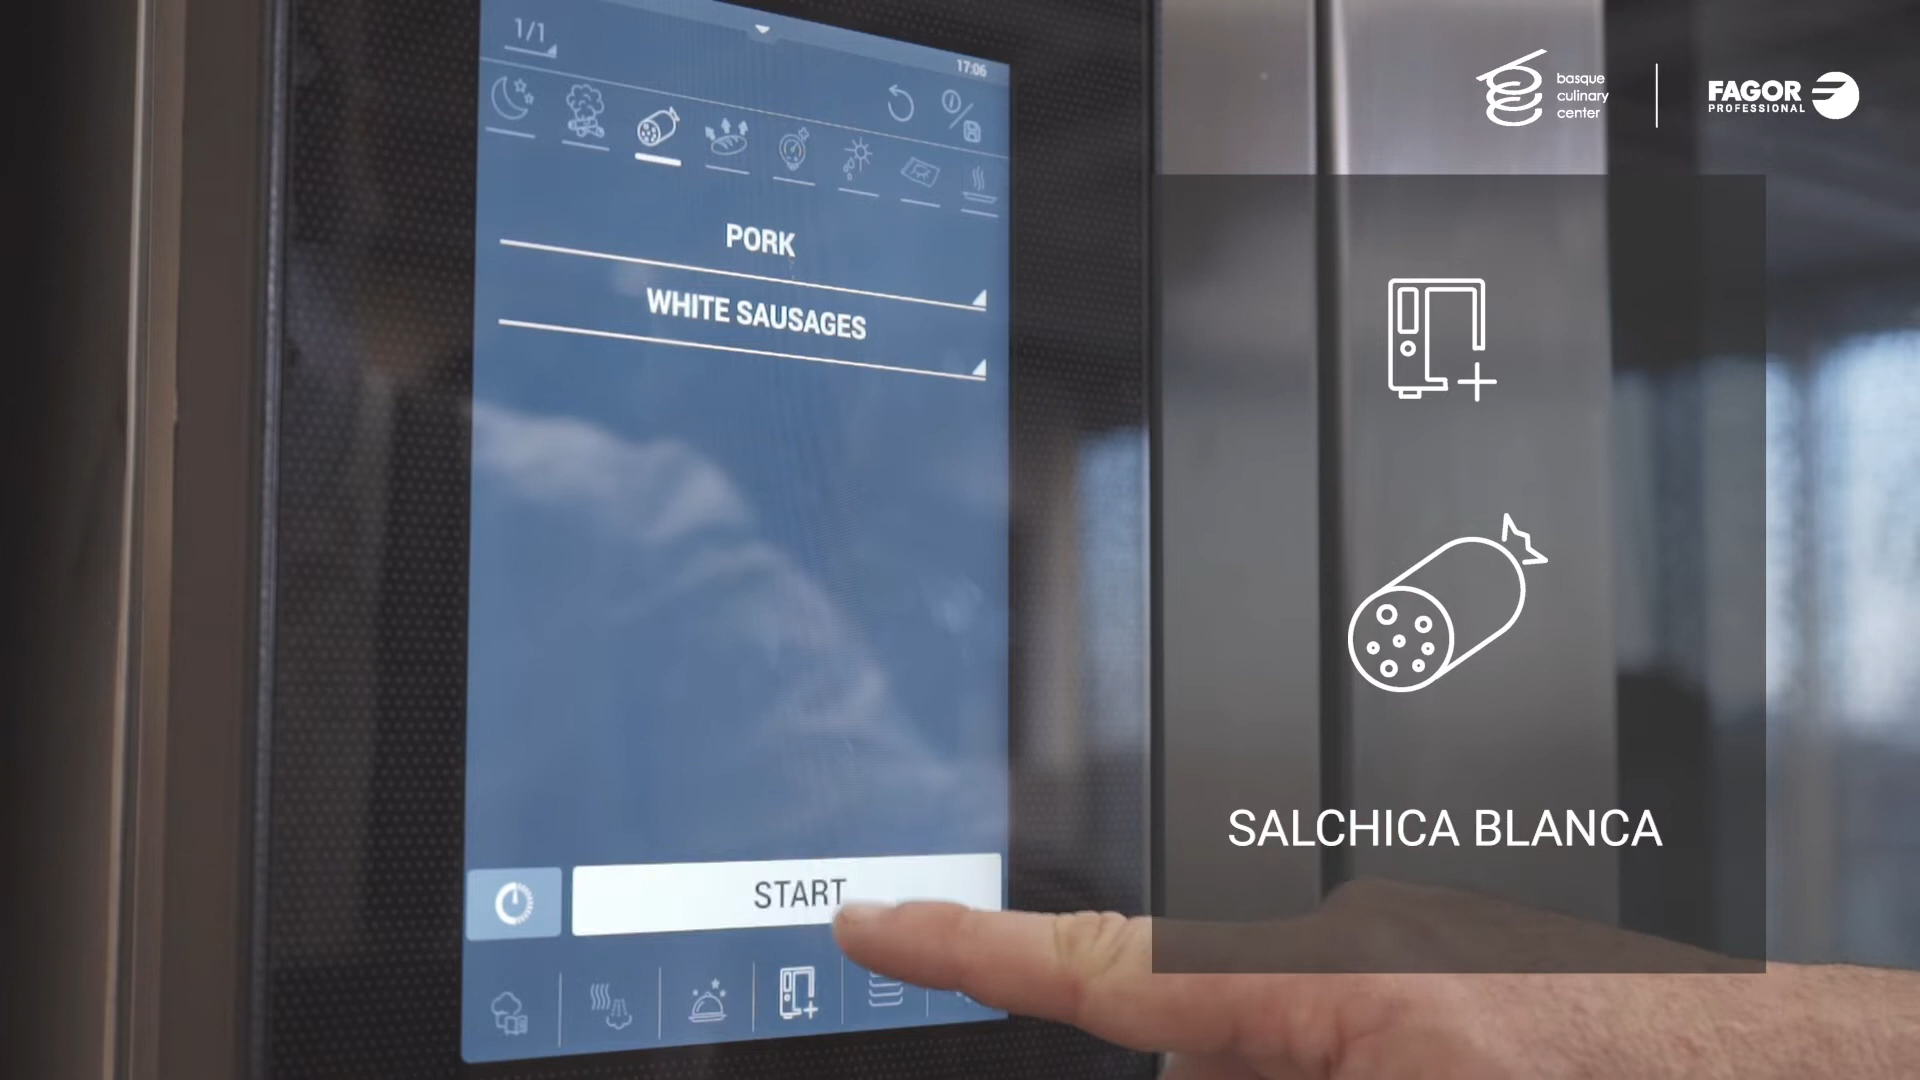 1/1
17:06
PORK
WHITE SAUSAGES
START
basque
culinary
center
FAGOR
PROFESSIONAL
SALCHICA BLANCA